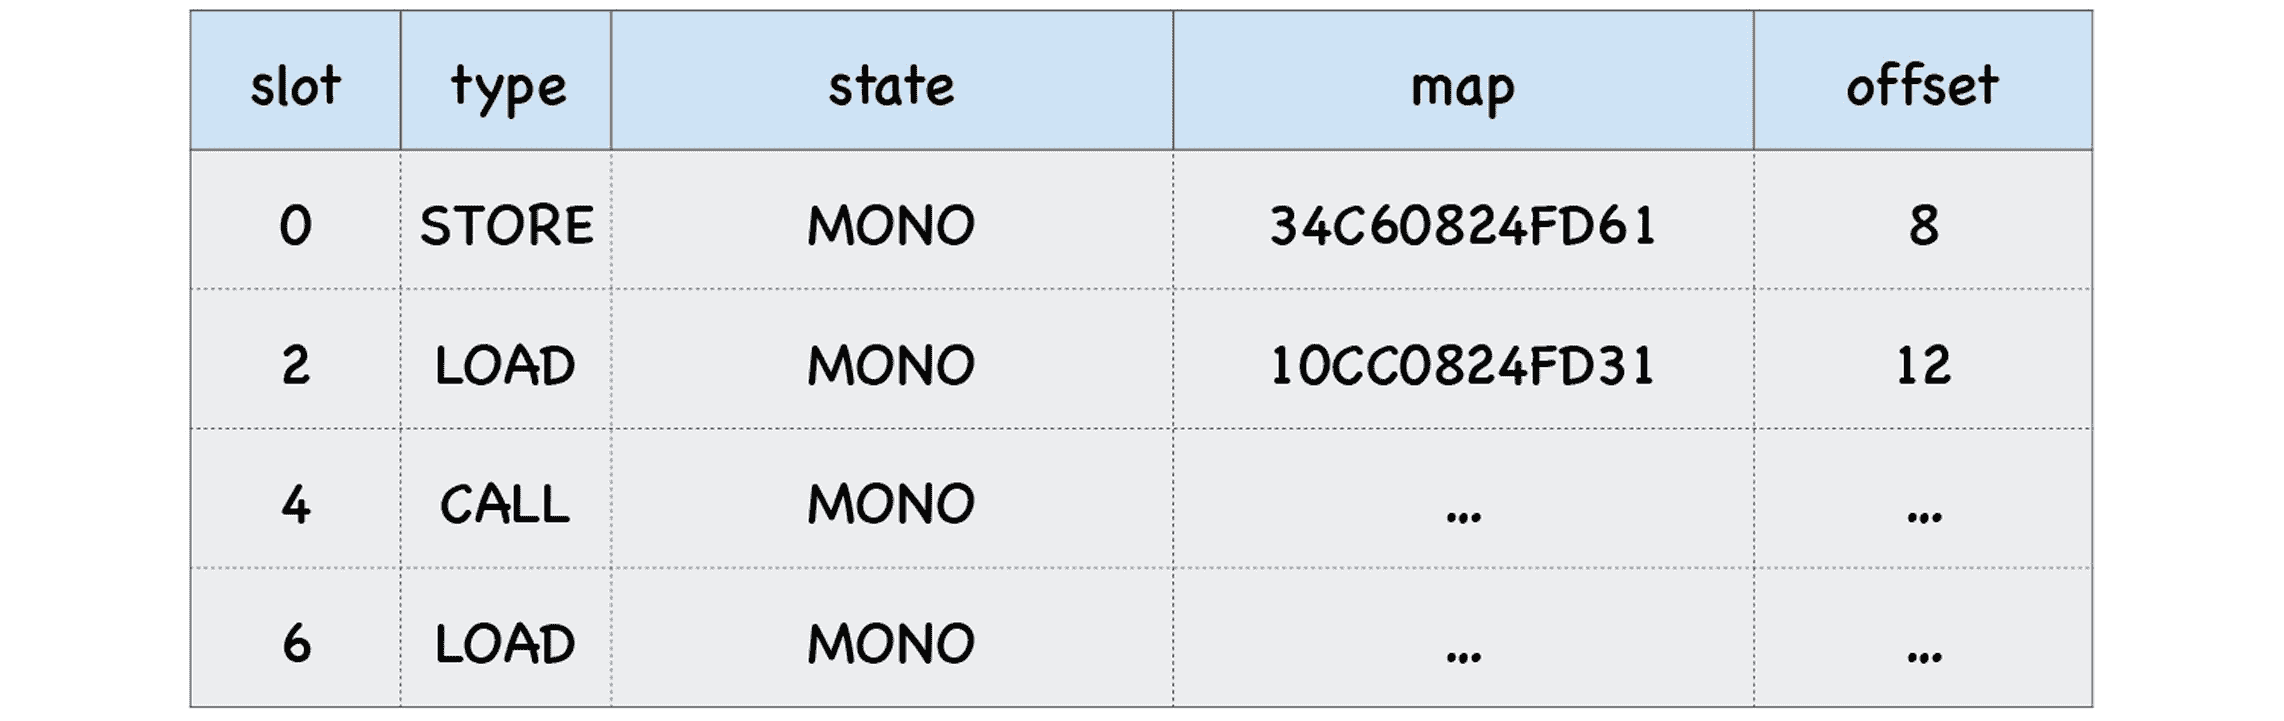 slot type state map offset
0 STORE MONO 34C60824FD61 8
2 LOAD MONO 10CC0824FD31 12
4 CALL MONO ... ...
6 LOAD MONO ... ...